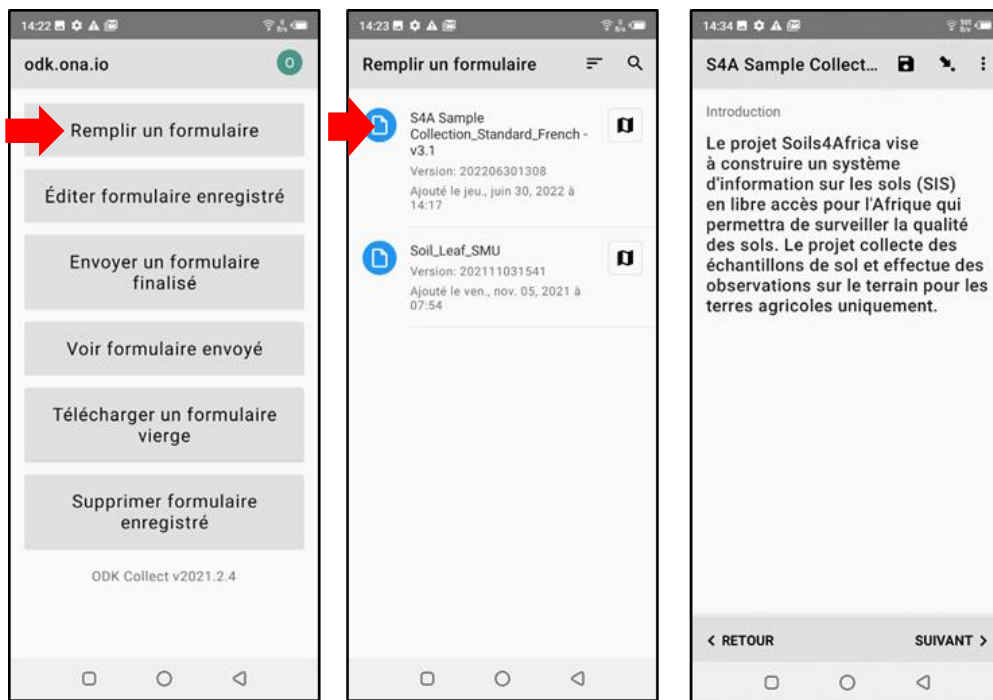 14:22
odk.ona.io
O
Remplir un formulaire
Éditer formulaire enregistré
Envoyer un formulaire
finalisé
Voir formulaire envoyé
Télécharger un formulaire
vierge
Supprimer formulaire
enregistré
ODK Collect v2021.2.4
14:23
Remplir un formulaire
S4A Sample
Collection_Standard_French -
v3.1
Version: 202206301308
Ajouté le jeu., juin 30, 2022 à
14:17
Soil_Leaf_SMU
Version: 202111031541
Ajouté le ven., nov. 05, 2021 à
07:54
14:34
S4A Sample Collect...
Introduction
Le projet Soils4Africa vise
à construire un système
d'information sur les sols (SIS)
en libre accès pour l'Afrique qui
permettra de surveiller la qualité
des sols. Le projet collecte des
échantillons de sol et effectue des
observations sur le terrain pour les
terres agricoles uniquement.
< RETOUR
SUIVANT >